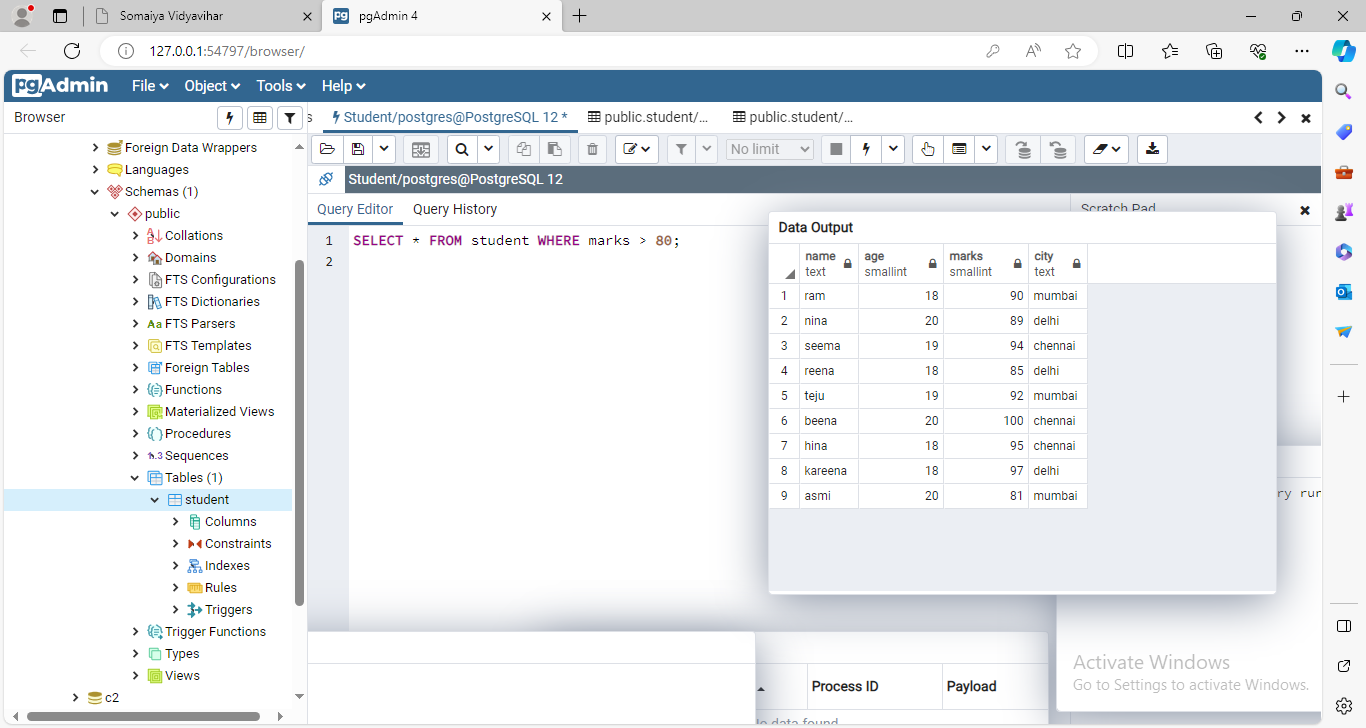 Somaiya Vidyavihar
pgAdmin 4
127.0.0.1:54797/browser/
pgAdmin File Object Tools Help
Browser
Student/postgres@PostgreSQL 12 *
public.student/...
public.student/...
No limit
Student/postgres@PostgreSQL 12
Query Editor Query History
Scratch Pad
1 SELECT * FROM student WHERE marks > 80;
2
Foreign Data Wrappers
Languages
Schemas (1)
public
Collations
Domains
FTS Configurations
FTS Dictionaries
FTS Parsers
FTS Templates
Foreign Tables
Functions
Materialized Views
Procedures
1..3 Sequences
Tables (1)
student
Columns
Constraints
Indexes
Rules
Triggers
Trigger Functions
Types
Views
c2
Data Output
name age marks city
text smallint smallint text
1 ram 18 90 mumbai
2 nina 20 89 delhi
3 seema 19 94 chennai
4 reena 18 85 delhi
5 teju 19 92 mumbai
6 beena 20 100 chennai
7 hina 18 95 chennai
8 kareena 18 97 delhi
9 asmi 20 81 mumbai
Process ID Payload
data found
Activate Windows
Go to Settings to activate Windows.